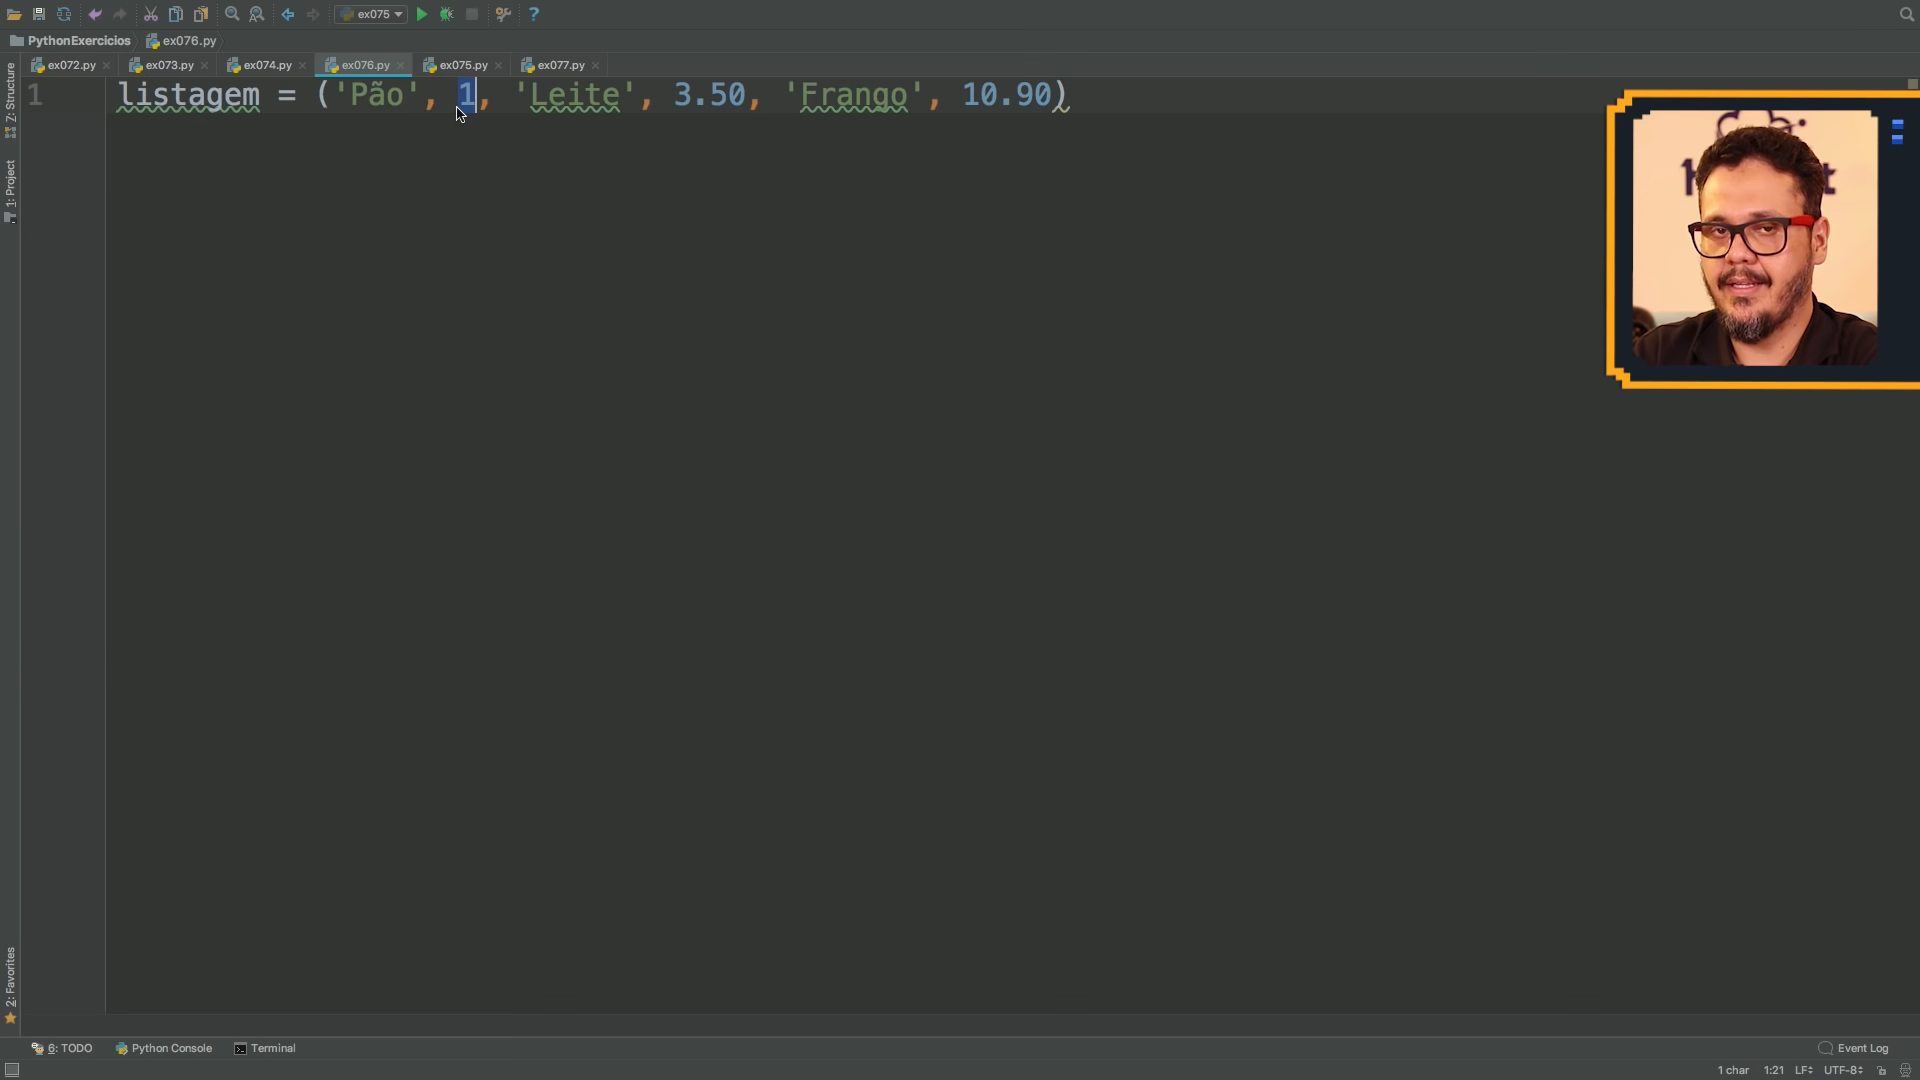 ex075
PythonExercicios
ex076.py
ex072.py
ex073.py
ex074.py
ex076.py
ex075.py
ex077.py
Z: Structure
1: Project
2: Favorites
1
listagem = ('Pão', 1, 'Leite', 3.50, 'Frango', 10.90)
6: TODO
Python Console
Terminal
Event Log
1 char
1:21
LF
UTF-8